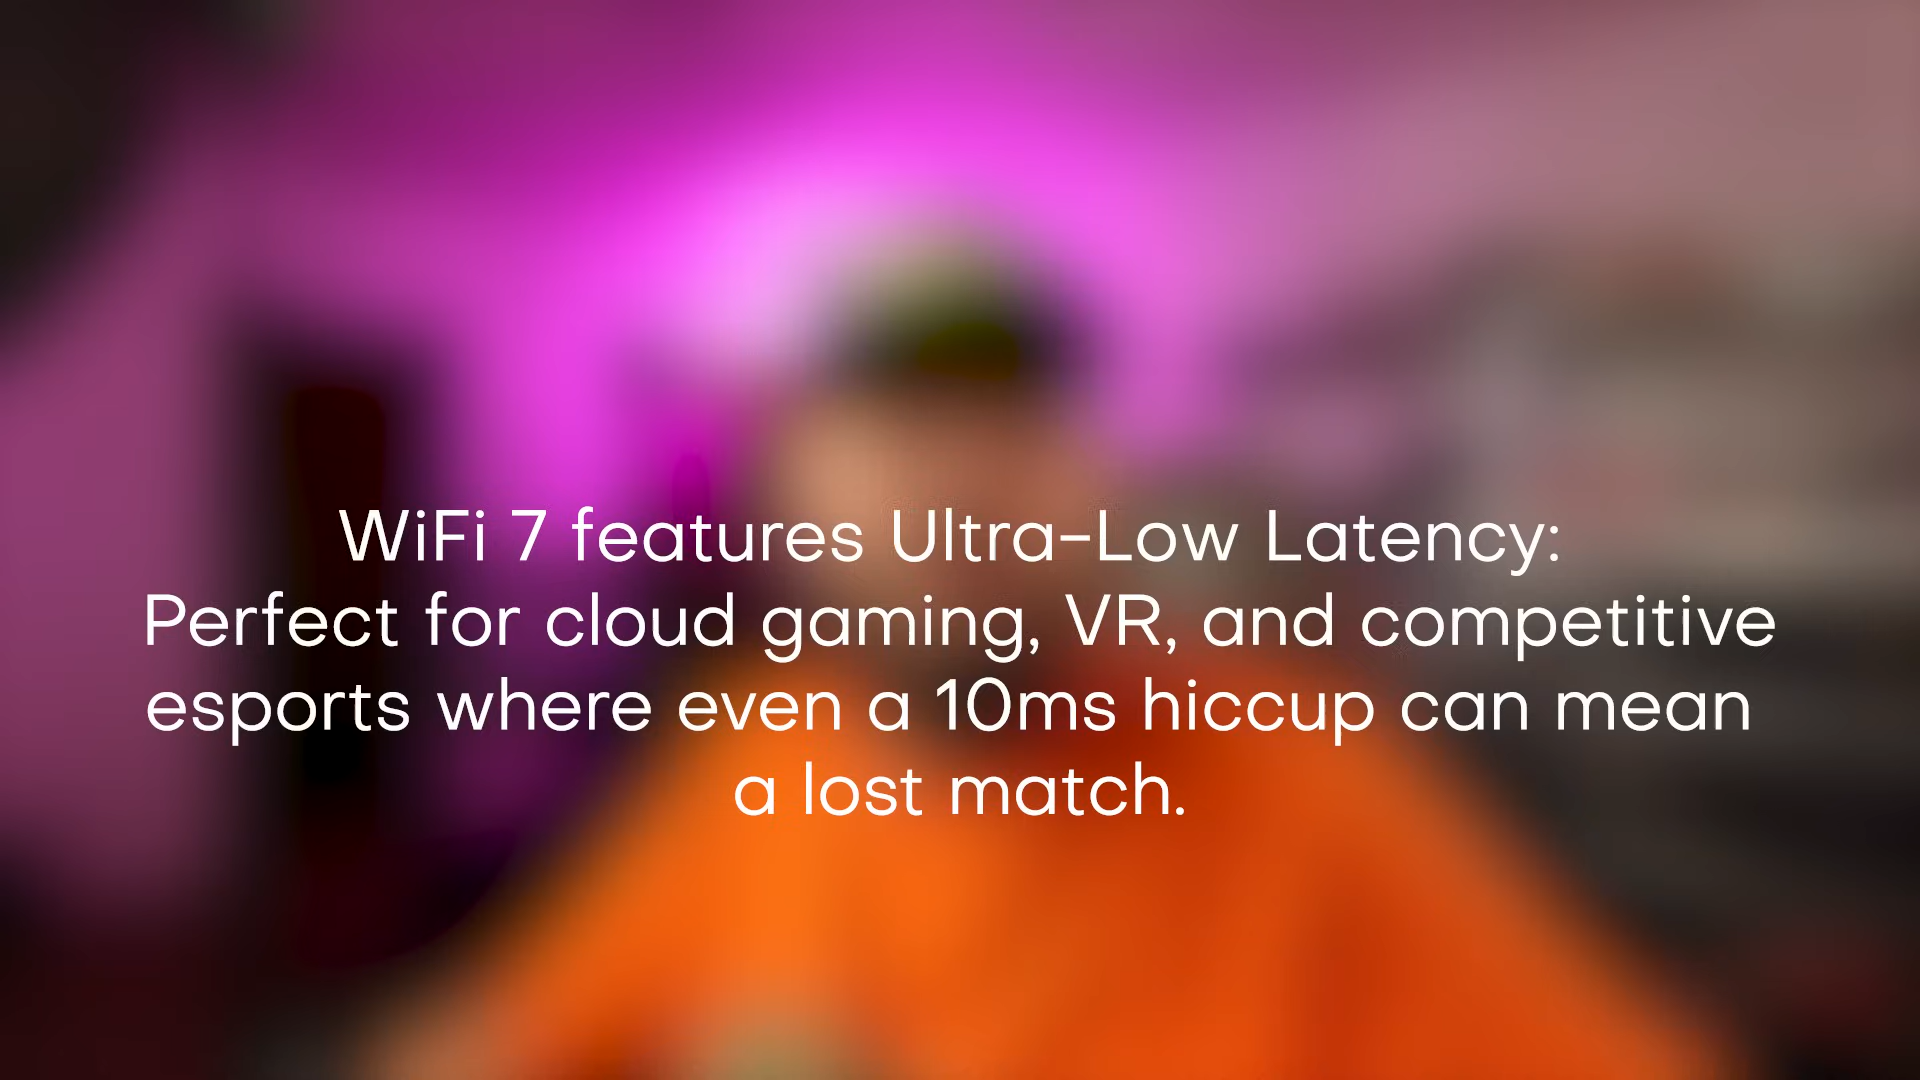 WiFi 7 features Ultra-Low Latency:
Perfect for cloud gaming, VR, and competitive
esports where even a 10ms hiccup can mean
a lost match.